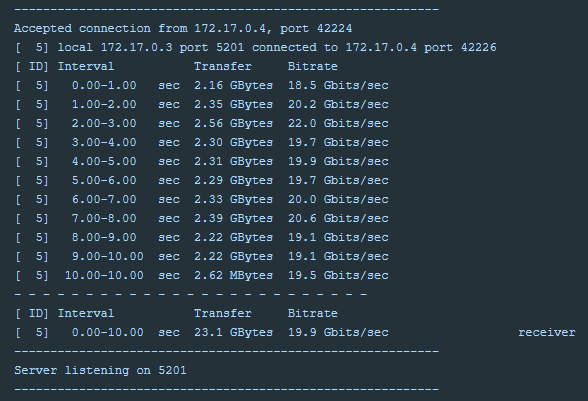 -----------------------------------------------------------
Accepted connection from 172.17.0.4, port 42224
[  5] local 172.17.0.3 port 5201 connected to 172.17.0.4 port 42226
[ ID] Interval           Transfer     Bitrate
[  5]   0.00-1.00   sec  2.16 GBytes  18.5 Gbits/sec
[  5]   1.00-2.00   sec  2.35 GBytes  20.2 Gbits/sec
[  5]   2.00-3.00   sec  2.56 GBytes  22.0 Gbits/sec
[  5]   3.00-4.00   sec  2.30 GBytes  19.7 Gbits/sec
[  5]   4.00-5.00   sec  2.31 GBytes  19.9 Gbits/sec
[  5]   5.00-6.00   sec  2.29 GBytes  19.7 Gbits/sec
[  5]   6.00-7.00   sec  2.33 GBytes  20.0 Gbits/sec
[  5]   7.00-8.00   sec  2.39 GBytes  20.6 Gbits/sec
[  5]   8.00-9.00   sec  2.22 GBytes  19.1 Gbits/sec
[  5]   9.00-10.00  sec  2.22 GBytes  19.1 Gbits/sec
[  5]  10.00-10.00  sec  2.62 MBytes  19.5 Gbits/sec
- - - - - - - - - - - - - - - - - - - - - - - - -
[ ID] Interval           Transfer     Bitrate
[  5]   0.00-10.00  sec  23.1 GBytes  19.9 Gbits/sec                  receiver
-----------------------------------------------------------
Server listening on 5201
-----------------------------------------------------------